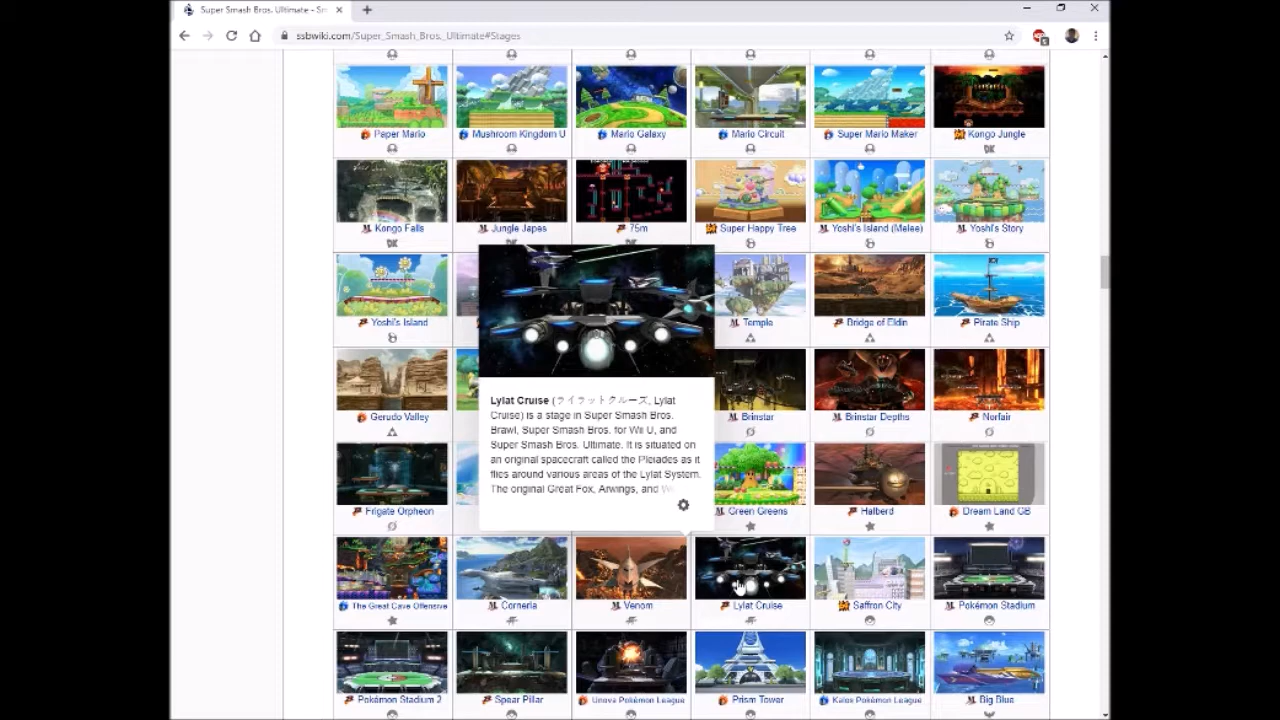 Super Smash Bros. Ultimate - Sm
ssbwiki.com/Super_Smash_Bros._Ultimate#Stages
Paper Mario
Mushroom Kingdom U
Mario Galaxy
Mario Circuit
Super Mario Maker
Kongo Jungle
DK
Kongo Falls
Jungle Japes
75m
Super Happy Tree
Yoshi's Island (Melee)
Yoshi's Story
DK
Yoshi's Island
Temple
Bridge of Eldin
Pirate Ship
Gerudo Valley
Brinstar
Brinstar Depths
Norfair
Lylat Cruise (ライラットクルーズ, Lylat
Cruise) is a stage in Super Smash Bros.
Brawl, Super Smash Bros. for Wii U, and
Super Smash Bros. Ultimate. It is situated on
an original spacecraft called the Pleiades as it
flies around various areas of the Lylat System.
The original Great Fox, Arwings, and
Frigate Orpheon
Green Greens
Halberd
Dream Land GB
The Great Cave Offensive
Corneria
Venom
Lylat Cruise
Saffron City
Pokémon Stadium
Pokémon Stadium 2
Spear Pillar
Unova Pokémon League
Prism Tower
Kalos Pokémon League
Big Blue